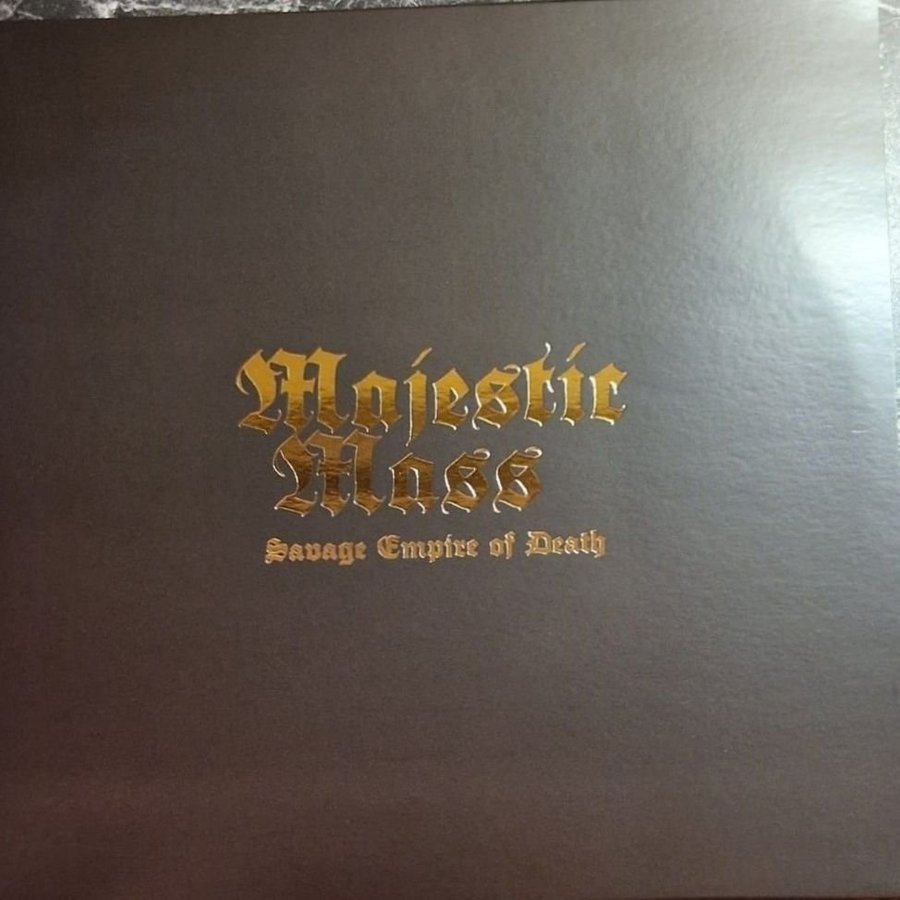 Majestic
Mass
Savage Empire of Death